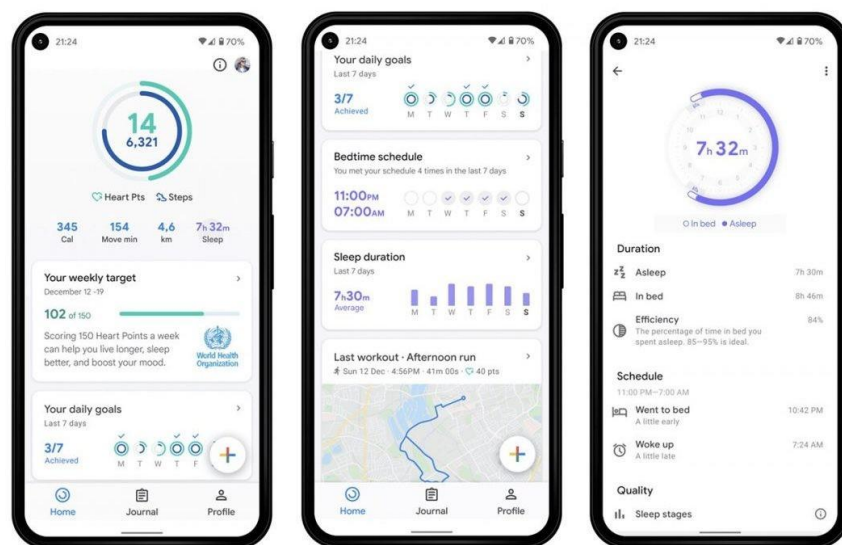 21:24
70%
14
6,321
Heart Pts Steps
345 154 4,6 7h 32m
Cal Move min km Sleep
Your weekly target
December 12 -19
102 of 150
Scoring 150 Heart Points a week
can help you live longer, sleep
better, and boost your mood.
World Health
Organization
Your daily goals
Last 7 days
3/7
Achieved
M T W T F
Home Journal Profile
21:24
70%
Your daily goals
Last 7 days
3/7
Achieved
M T W T F S S
Bedtime schedule
You met your schedule 4 times in the last 7 days
11:00PM
07:00AM
M T W T F S S
Sleep duration
Last 7 days
7h30m
Average
M T W T F S S
Last workout · Afternoon run
Sun 12 Dec · 4:56PM · 41m 00s · 40 pts
Home Journal Profile
21:24
70%
7h 32m
In bed Asleep
Duration
Asleep 7h 30m
In bed 8h 46m
Efficiency 84%
The percentage of time in bed you
spent asleep. 85–95% is ideal.
Schedule
11:00 PM–7:00 AM
Went to bed 10:42 PM
A little early
Woke up 7:24 AM
A little late
Quality
Sleep stages